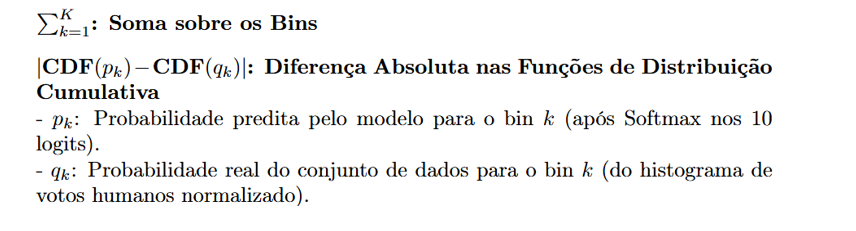 $\sum_{k=1}^{K}$: Soma sobre os Bins
|CDF($p_k$)−CDF($q_k$)|: Diferença Absoluta nas Funções de Distribuição
Cumulativa
- $p_k$: Probabilidade predita pelo modelo para o bin $k$ (após Softmax nos 10
logits).
- $q_k$: Probabilidade real do conjunto de dados para o bin $k$ (do histograma de
votos humanos normalizado).